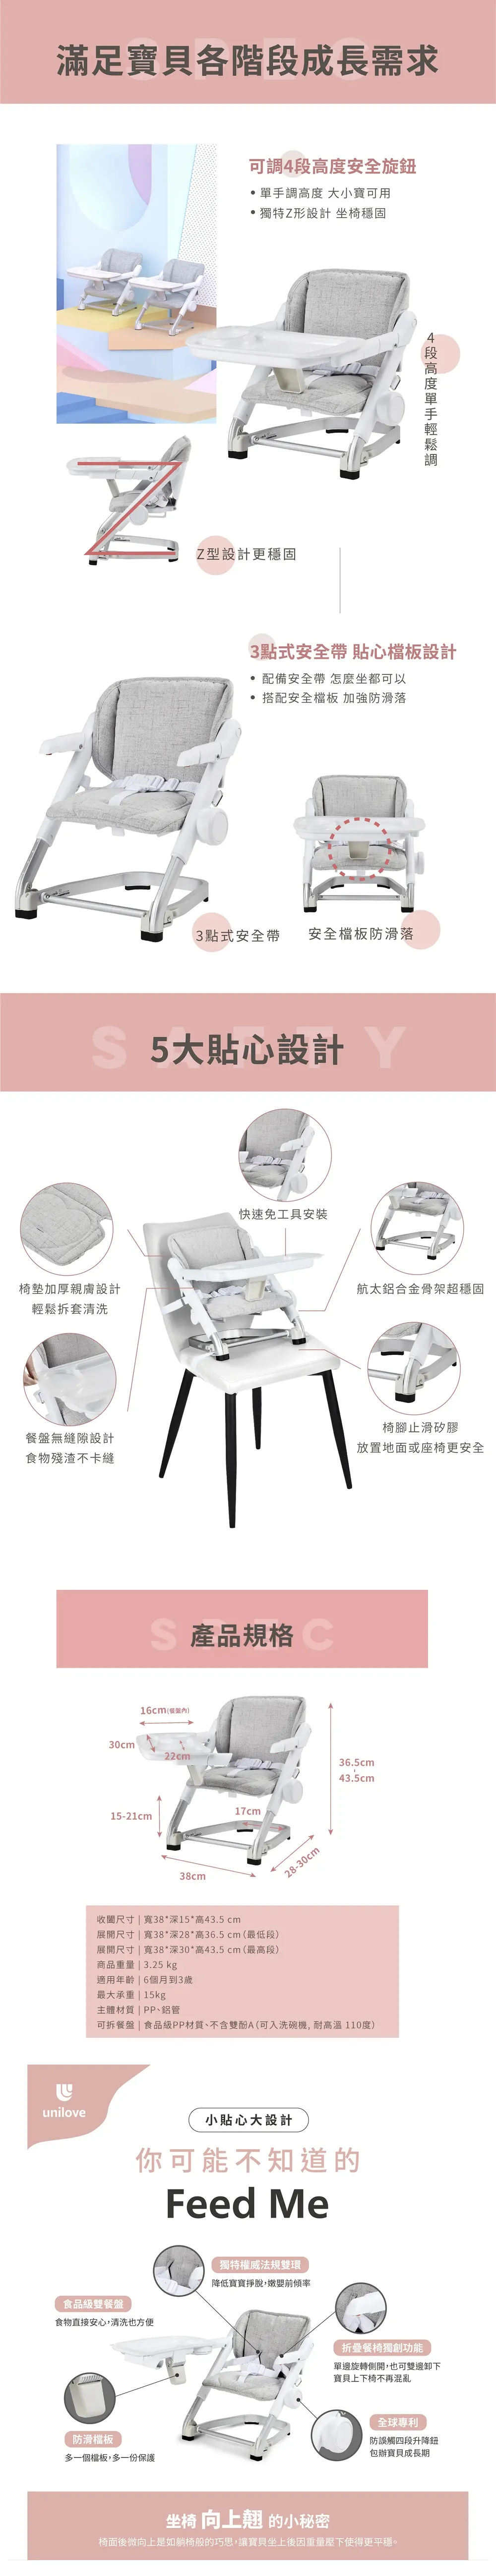 SPEC
滿足寶貝各階段成長需求
可調4段高度安全旋鈕
• 單手調高度 大小寶可用
• 獨特Z形設計 坐椅穩固
4段高度單手輕鬆調
Z型設計更穩固
3點式安全帶 貼心檔板設計
• 配備安全帶 怎麼坐都可以
• 搭配安全檔板 加強防滑落
3點式安全帶
安全檔板防滑落
SAFETY
5大貼心設計
快速免工具安裝
椅墊加厚親膚設計
輕鬆拆套清洗
航太鋁合金骨架超穩固
餐盤無縫隙設計
食物殘渣不卡縫
椅腳止滑矽膠
放置地面或座椅更安全
SPEC
產品規格
16cm(餐盤內)
30cm
22cm
36.5cm
-
43.5cm
15-21cm
17cm
38cm
28-30cm
收闔尺寸 | 寬38*深15*高43.5 cm
展開尺寸 | 寬38*深28*高36.5 cm（最低段）
展開尺寸 | 寬38*深30*高43.5 cm（最高段）
商品重量 | 3.25 kg
適用年齡 | 6個月到3歲
最大承重 | 15kg
主體材質 | PP、鋁管
可拆餐盤 | 食品級PP材質、不含雙酚A（可入洗碗機, 耐高溫 110度）
unilove
小貼心大設計
你可能不知道的
Feed Me
獨特權威法規雙環
降低寶寶掙脫，嫩嬰前傾率
食品級雙餐盤
食物直接安心，清洗也方便
折疊餐椅獨創功能
單邊旋轉側開，也可雙邊卸下
寶貝上下椅不再混亂
全球專利
防誤觸四段升降鈕
包辦寶貝成長期
防滑檔板
多一個檔板，多一份保護
坐椅 向上翹 的小秘密
椅面後微向上是如躺椅般的巧思，讓寶貝坐上後因重量壓下使得更平穩。